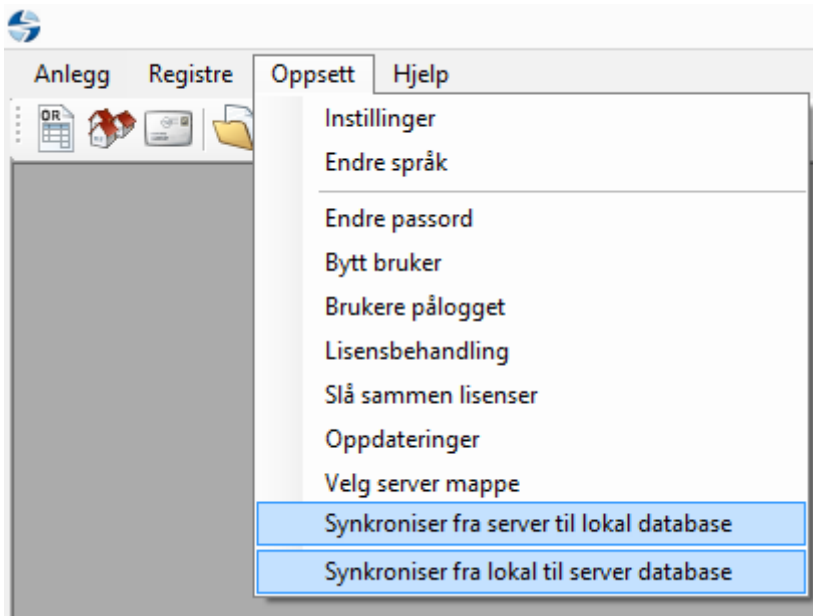 Anlegg Registre Oppsett Hjelp
OR
Instillinger
Endre språk
Endre passord
Bytt bruker
Brukere pålogget
Lisensbehandling
Slå sammen lisenser
Oppdateringer
Velg server mappe
Synkroniser fra server til lokal database
Synkroniser fra lokal til server database